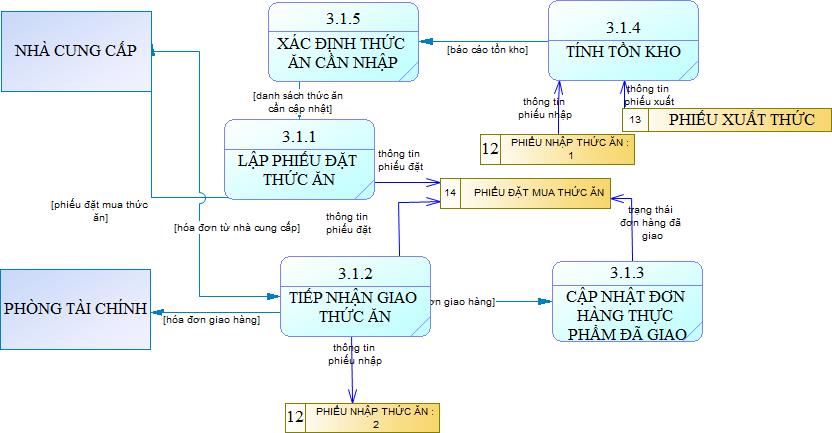 NHÀ CUNG CẤP
3.1.5
XÁC ĐỊNH THỨC
ĂN CẦN NHẬP
[báo cáo tồn kho]
3.1.4
TÍNH TỒN KHO
[danh sách thức ăn
cần cập nhật]
thông tin
phiếu nhập
thông tin
phiếu xuất
13 PHIẾU XUẤT THỨC
12 PHIẾU NHẬP THỨC ĂN :
1
3.1.1
LẬP PHIẾU ĐẶT
THỨC ĂN
thông tin
phiếu đặt
14 PHIẾU ĐẶT MUA THỨC ĂN
[phiếu đặt mua thức
ăn]
[hóa đơn từ nhà cung cấp]
thông tin
phiếu đặt
trạng thái
đơn hàng đã
giao
PHÒNG TÀI CHÍNH
[hóa đơn giao hàng]
3.1.2
TIẾP NHẬN GIAO
THỨC ĂN
ơn giao hàng]
3.1.3
CẬP NHẬT ĐƠN
HÀNG THỰC
PHẨM ĐÃ GIAO
thông tin
phiếu nhập
12 PHIẾU NHẬP THỨC ĂN :
2